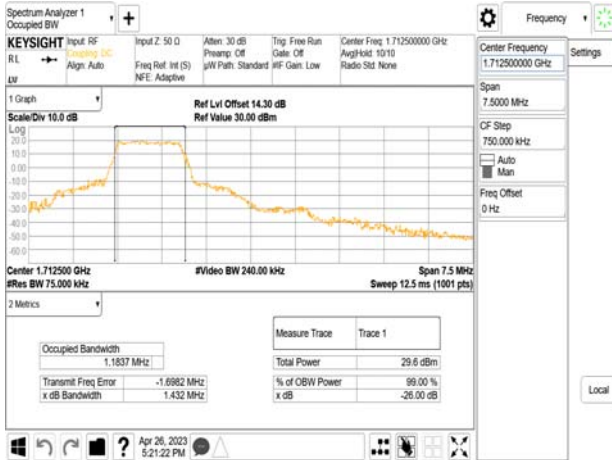 Spectrum Analyzer 1
Occupied BW
Frequency
KEYSIGHT
RL
Input: RF
Coupling: DC
Align: Auto
Input Z: 50 Ω
Freq Ref: Int (S)
NFE: Adaptive
Atten: 30 dB
Preamp: Off
µW Path: Standard
Trig: Free Run
Gate: Off
#IF Gain: Low
Center Freq: 1.712500000 GHz
Avg|Hold: 10/10
Radio Std: None
Center Frequency
1.712500000 GHz
Settings
Span
7.5000 MHz
CF Step
750.000 kHz
Auto
Man
Freq Offset
0 Hz
Local
1 Graph
Scale/Div 10.0 dB
Ref Lvl Offset 14.30 dB
Ref Value 30.00 dBm
Log
20.0
10.0
0.00
-10.0
-20.0
-30.0
-40.0
-50.0
-60.0
Center 1.712500 GHz
#Res BW 75.000 kHz
#Video BW 240.00 kHz
Span 7.5 MHz
Sweep 12.5 ms (1001 pts)
2 Metrics
Measure Trace
Trace 1
Occupied Bandwidth
1.1837 MHz
Total Power
29.6 dBm
Transmit Freq Error
-1.6982 MHz
% of OBW Power
99.00 %
x dB Bandwidth
1.432 MHz
x dB
-26.00 dB
?
Apr 26, 2023
5:21:22 PM